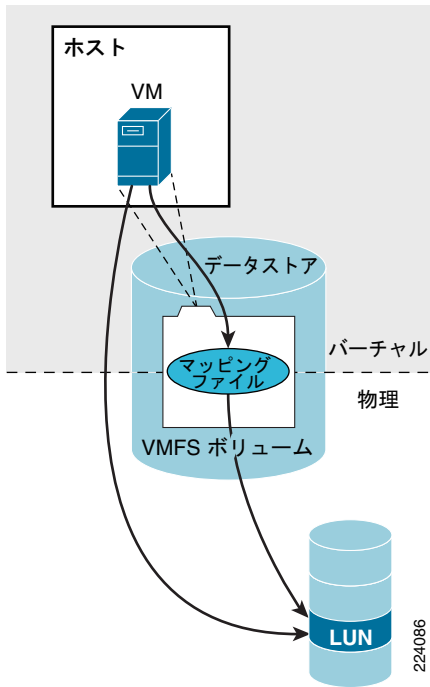 ホスト
VM
データストア
マッピング
ファイル
バーチャル
物理
VMFS ボリューム
LUN
224086